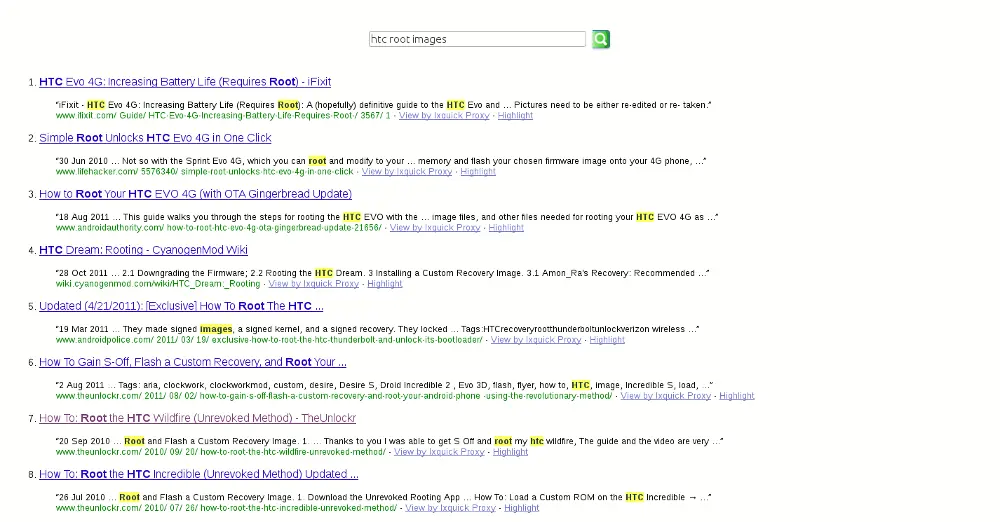 htc root images
1. HTC Evo 4G: Increasing Battery Life (Requires Root) - iFixit
"iFixit - HTC Evo 4G: Increasing Battery Life (Requires Root): A (hopefully) definitive guide to the HTC Evo and ... Pictures need to be either re-edited or re- taken."
www.ifixit.com/ Guide/ HTC-Evo-4G-Increasing-Battery-Life-Requires-Root-/ 3567/ 1 - View by Ixquick Proxy - Highlight
2. Simple Root Unlocks HTC Evo 4G in One Click
"30 Jun 2010 ... Not so with the Sprint Evo 4G, which you can root and modify to your ... memory and flash your chosen firmware image onto your 4G phone, ..."
www.lifehacker.com/ 5576340/ simple-root-unlocks-htc-evo-4g-in-one-click - View by Ixquick Proxy - Highlight
3. How to Root Your HTC EVO 4G (with OTA Gingerbread Update)
"18 Aug 2011 ... This guide walks you through the steps for rooting the HTC EVO with the ... image files, and other files needed for rooting your HTC EVO 4G as ..."
www.androidauthority.com/ how-to-root-htc-evo-4g-ota-gingerbread-update-21656/ - View by Ixquick Proxy - Highlight
4. HTC Dream: Rooting - CyanogenMod Wiki
"28 Oct 2011 ... 2.1 Downgrading the Firmware; 2.2 Rooting the HTC Dream. 3 Installing a Custom Recovery Image. 3.1 Amon_Ra's Recovery: Recommended ..."
wiki.cyanogenmod.com/wiki/HTC_Dream:_Rooting - View by Ixquick Proxy - Highlight
5. Updated (4/21/2011): [Exclusive] How To Root The HTC ...
"19 Mar 2011 ... They made signed images, a signed kernel, and a signed recovery. They locked ... Tags:HTCrecoveryrootthunderboltunlockverizon wireless ..."
www.androidpolice.com/ 2011/ 03/ 19/ exclusive-how-to-root-the-htc-thunderbolt-and-unlock-its-bootloader/ - View by Ixquick Proxy - Highlight
6. How To Gain S-Off, Flash a Custom Recovery, and Root Your ...
"2 Aug 2011 ... Tags: aria, clockwork, clockworkmod, custom, desire, Desire S, Droid Incredible 2 , Evo 3D, flash, flyer, how to, HTC, image, Incredible S, load, ..."
www.theunlockr.com/ 2011/ 08/ 02/ how-to-gain-s-off-flash-a-custom-recovery-and-root-your-android-phone -using-the-revolutionary-method/ - View by Ixquick Proxy - Highlight
7. How To: Root the HTC Wildfire (Unrevoked Method) - TheUnlockr
"20 Sep 2010 ... Root and Flash a Custom Recovery Image. 1. ... Thanks to you I was able to get S Off and root my htc wildfire, The guide and the video are very ..."
www.theunlockr.com/ 2010/ 09/ 20/ how-to-root-the-htc-wildfire-unrevoked-method/ - View by Ixquick Proxy - Highlight
8. How To: Root the HTC Incredible (Unrevoked Method) Updated ...
"26 Jul 2010 ... Root and Flash a Custom Recovery Image. 1. Download the Unrevoked Rooting App ... How To: Load a Custom ROM on the HTC Incredible → ..."
www.theunlockr.com/ 2010/ 07/ 26/ how-to-root-the-htc-incredible-unrevoked-method/ - View by Ixquick Proxy - Highlight